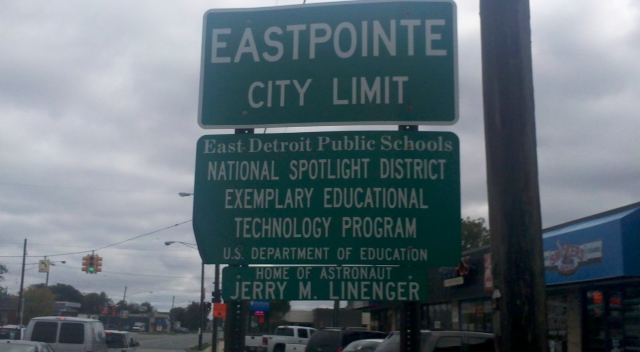 EASTPOINTE
CITY LIMIT
East Detroit Public Schools
NATIONAL SPOTLIGHT DISTRICT
EXEMPLARY EDUCATIONAL
TECHNOLOGY PROGRAM
U.S. DEPARTMENT OF EDUCATION
HOME OF ASTRONAUT
JERRY M. LINENGER